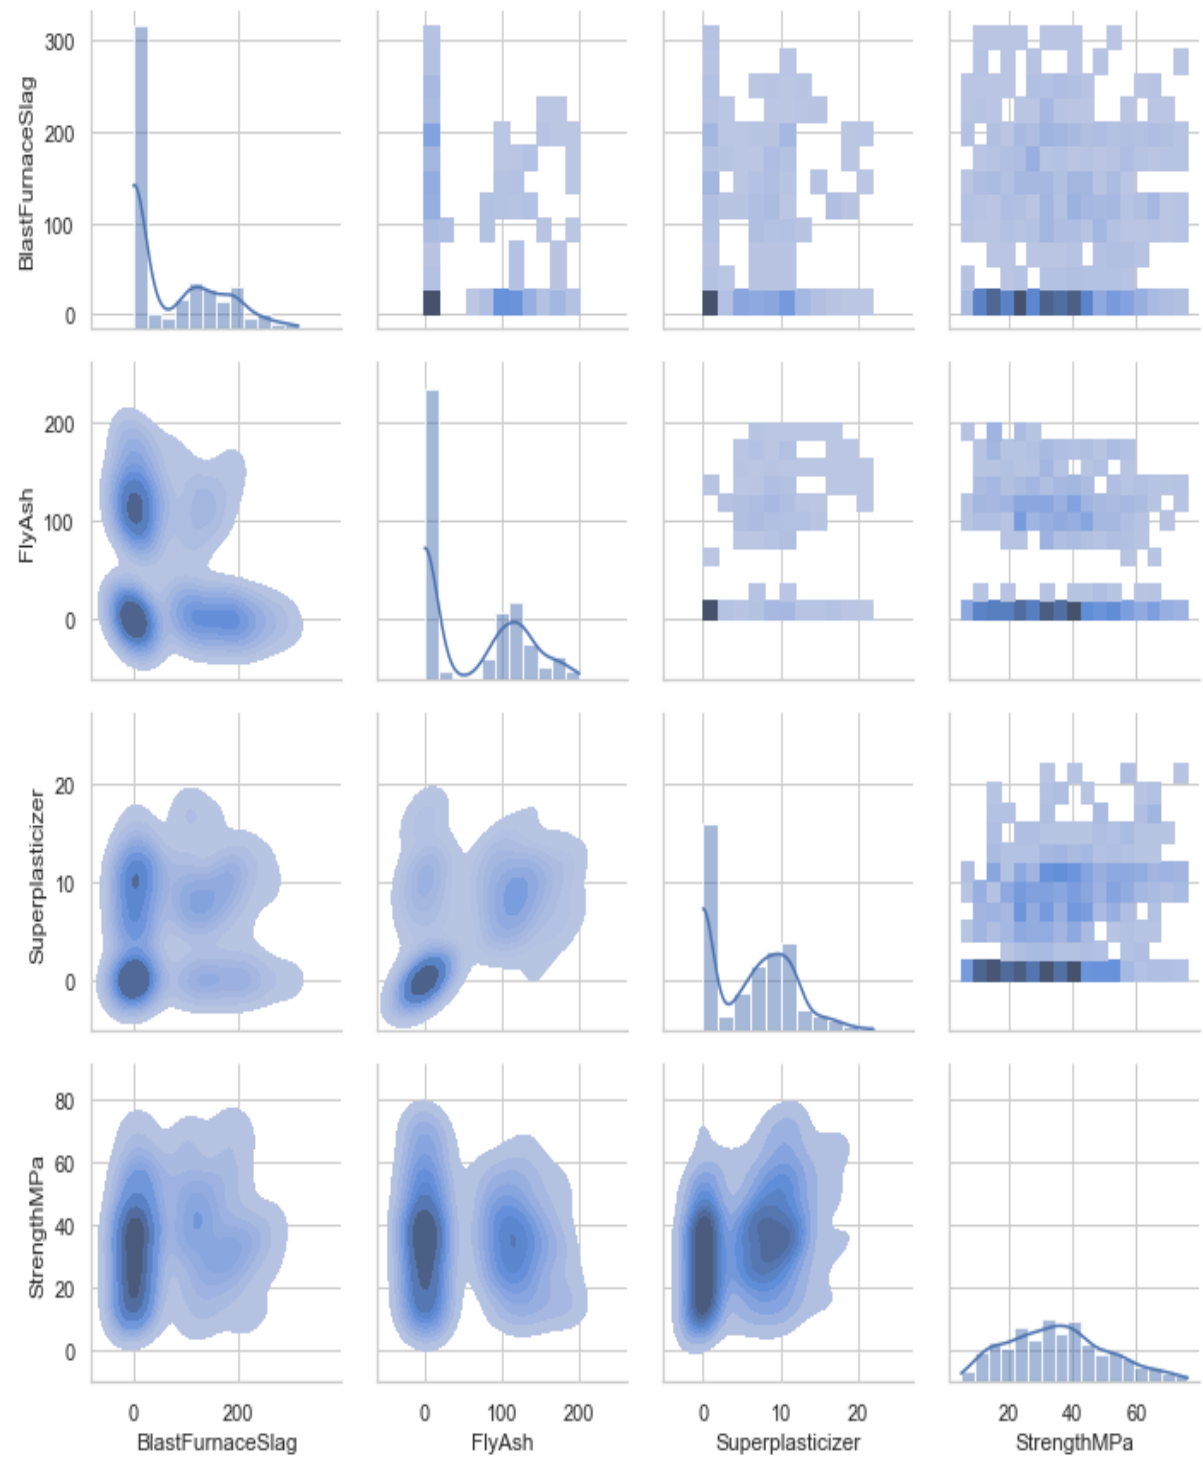 BlastFurnaceSlag
300
200
100
0
FlyAsh
200
100
0
Superplasticizer
20
10
0
StrengthMPa
80
60
40
20
0
0 200 0 100 200 0 10 20 20 40 60
BlastFurnaceSlag FlyAsh Superplasticizer StrengthMPa